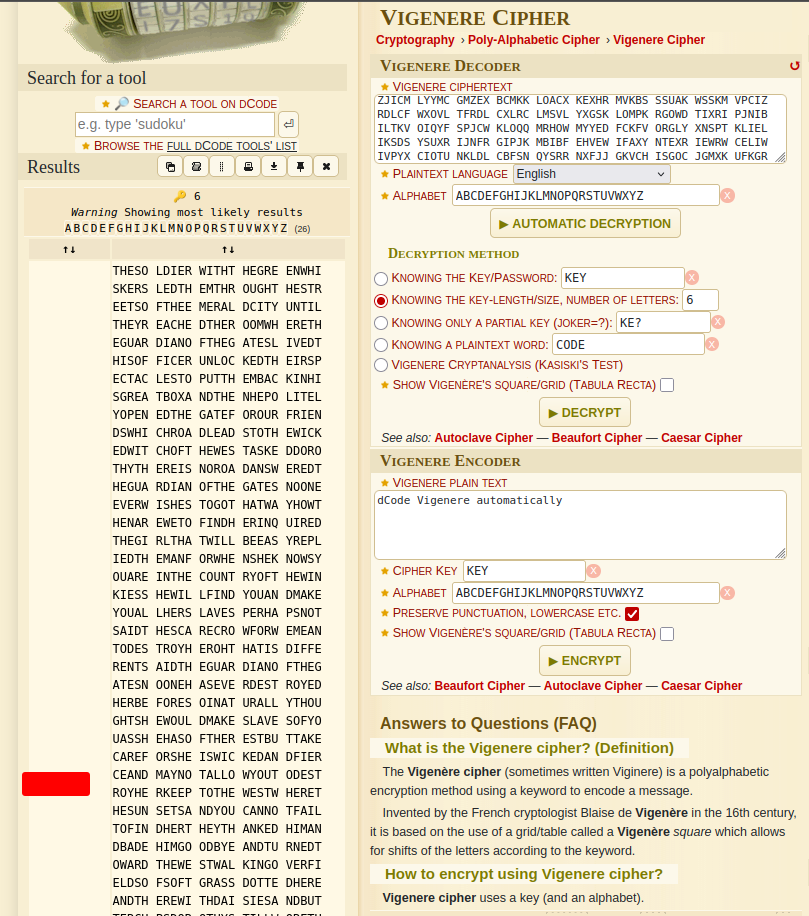 Search for a tool
★ 🔎 SEARCH A TOOL ON DCODE
e.g. type 'sudoku'
★ BROWSE THE FULL DCODE TOOLS' LIST
Results
🔑 6
Warning Showing most likely results
ABCDEFGHIJKLMNOPQRSTUVWXYZ (26)
↑↓ ↑↓
THESO LDIER WITHT HEGRE ENWHI
SKERS LEDTH EMTHR OUGHT HESTR
EETSO FTHEE MERAL DCITY UNTIL
THEYR EACHE DTHER OOMWH ERETH
EGUAR DIANO FTHEG ATESL IVEDT
HISOF FICER UNLOC KEDTH EIRSP
ECTAC LESTO PUTTH EMBAC KINHI
SGREA TBOXA NDTHE NHEPO LITEL
YOPEN EDTHE GATEF OROUR FRIEN
DSWHI CHROA DLEAD STOTH EWICK
EDWIT CHOFT HEWES TASKE DDORO
THYTH EREIS NOROA DANSW EREDT
HEGUA RDIAN OFTHE GATES NOONE
EVERW ISHES TOGOT HATWA YHOWT
HENAR EWETO FINDH ERINQ UIRED
THEGI RLTHA TWILL BEEAS YREPL
IEDTH EMANF ORWHE NSHEK NOWSY
OUARE INTHE COUNT RYOFT HEWIN
KIESS HEWIL LFIND YOUAN DMAKE
YOUAL LHERS LAVES PERHA PSNOT
SAIDT HESCA RECRO WFORW EMEAN
TODES TROYH EROHT HATIS DIFFE
RENTS AIDTH EGUAR DIANO FTHEG
ATESN OONEH ASEVE RDEST ROYED
HERBE FORES OINAT URALL YTHOU
GHTSH EWOUL DMAKE SLAVE SOFYO
UASSH EHASO FTHER ESTBU TTAKE
CAREF ORSHE ISWIC KEDAN DFIER
CEAND MAYNO TALLO WYOUT ODEST
ROYHE RKEEP TOTHE WESTW HERET
HESUN SETSA NDYOU CANNO TFAIL
TOFIN DHERT HEYTH ANKED HIMAN
DBADE HIMGO ODBYE ANDTU RNEDT
OWARD THEWE STWAL KINGO VERFI
ELDSO FSOFT GRASS DOTTE DHERE
ANDTH EREWI THDAI SIESA NDBUT
VIGENERE CIPHER
Cryptography › Poly-Alphabetic Cipher › Vigenere Cipher
VIGENERE DECODER ↺
★ VIGENERE CIPHERTEXT
ZJICM LYYMC GMZEX BCMKK LOACX KEXHR MVKBS SSUAK WSSKM VPCIZ
RDLCF WXOVL TFRDL CXLRC LMSVL YXGSK LOMPK RGOWD TIXRI PJNIB
ILTKV OIQYF SPJCW KLOQQ MRHOW MYYED FCKFV ORGLY XNSPT KLIEL
IKSDS YSUXR IJNFR GIPJK MBIBF EHVEW IFAXY NTEXR IEWRW CELIW
IVPYX CIOTU NKLDL CBFSN QYSRR NXFJJ GKVCH ISGOC JGMXK UFKGR
★ PLAINTEXT LANGUAGE English
★ ALPHABET ABCDEFGHIJKLMNOPQRSTUVWXYZ X
▶ AUTOMATIC DECRYPTION
DECRYPTION METHOD
KNOWING THE KEY/PASSWORD: KEY X
KNOWING THE KEY-LENGTH/SIZE, NUMBER OF LETTERS: 6
KNOWING ONLY A PARTIAL KEY (JOKER=?): KE? X
KNOWING A PLAINTEXT WORD: CODE X
VIGENERE CRYPTANALYSIS (KASISKI'S TEST)
★ SHOW VIGENÈRE'S SQUARE/GRID (TABULA RECTA)
▶ DECRYPT
See also: Autoclave Cipher — Beaufort Cipher — Caesar Cipher
VIGENERE ENCODER
★ VIGENERE PLAIN TEXT
dCode Vigenere automatically
★ CIPHER KEY KEY X
★ ALPHABET ABCDEFGHIJKLMNOPQRSTUVWXYZ X
★ PRESERVE PUNCTUATION, LOWERCASE ETC.
★ SHOW VIGENÈRE'S SQUARE/GRID (TABULA RECTA)
▶ ENCRYPT
See also: Beaufort Cipher — Autoclave Cipher — Caesar Cipher
Answers to Questions (FAQ)
What is the Vigenere cipher? (Definition)
The Vigenère cipher (sometimes written Viginere) is a polyalphabetic
encryption method using a keyword to encode a message.
Invented by the French cryptologist Blaise de Vigenère in the 16th century,
it is based on the use of a grid/table called a Vigenère square which allows
for shifts of the letters according to the keyword.
How to encrypt using Vigenere cipher?
Vigenere cipher uses a key (and an alphabet).